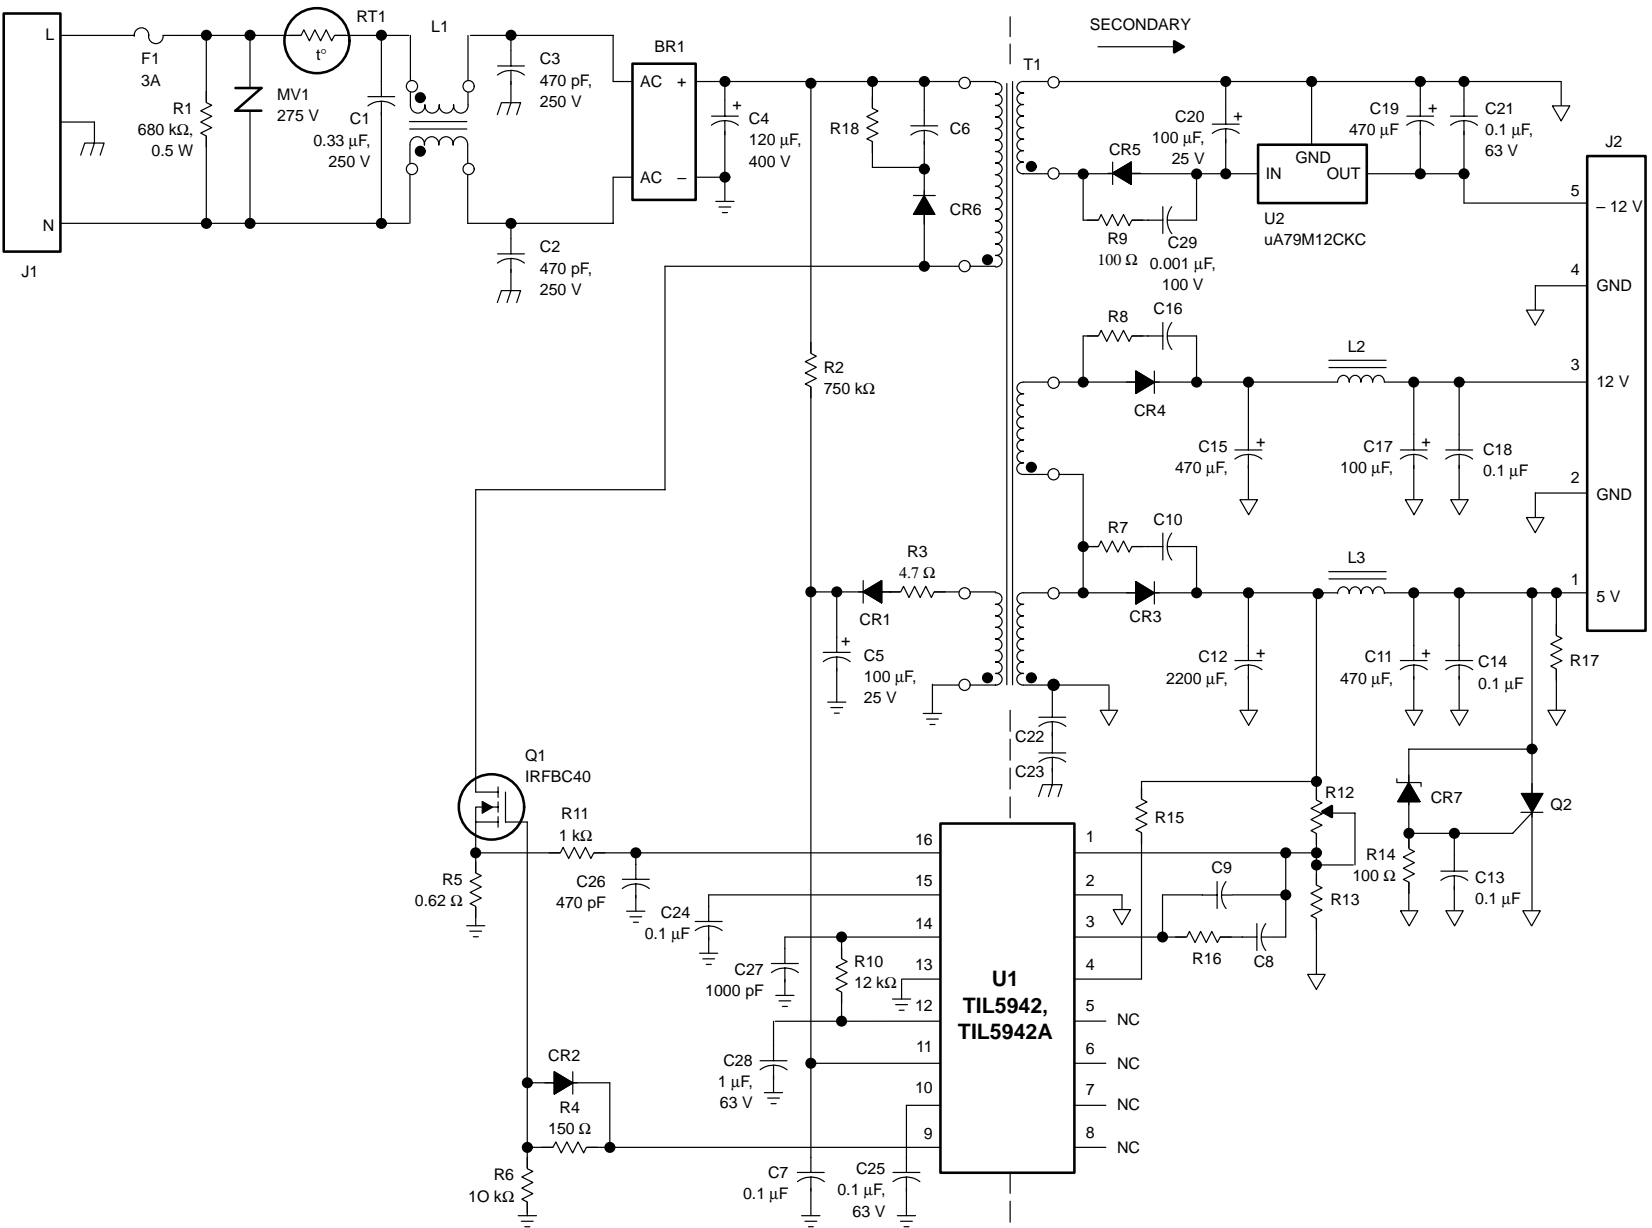 SECONDARY
L
F1
3A
R1
680 kΩ,
0.5 W
MV1
275 V
RT1
t°
C1
0.33 µF,
250 V
L1
C3
470 pF,
250 V
C2
470 pF,
250 V
N
J1
BR1
AC +
AC –
+
C4
120 µF,
400 V
R18
C6
CR6
T1
C20
100 µF,
25 V
+
CR5
R9
100 Ω
C29
0.001 µF,
100 V
GND
IN
OUT
U2
uA79M12CKC
C19
470 µF
+
C21
0.1 µF,
63 V
J2
5
– 12 V
4
GND
3
12 V
2
GND
1
5 V
R8
C16
CR4
L2
C15
470 µF,
+
C17
100 µF,
+
C18
0.1 µF
R2
750 kΩ
R3
4.7 Ω
CR1
+
C5
100 µF,
25 V
R7
C10
CR3
L3
C12
2200 µF,
+
C11
470 µF,
+
C14
0.1 µF
R17
C22
C23
Q1
IRFBC40
R11
1 kΩ
R5
0.62 Ω
C26
470 pF
C24
0.1 µF
C27
1000 pF
R10
12 kΩ
C28
1 µF,
63 V
CR2
R4
150 Ω
R6
1O kΩ
C7
0.1 µF
C25
0.1 µF,
63 V
16
15
14
13
12
11
10
9
U1
TIL5942,
TIL5942A
1
2
3
4
5
NC
6
NC
7
NC
8
NC
R15
C9
R16
C8
R12
R13
CR7
Q2
R14
100 Ω
C13
0.1 µF